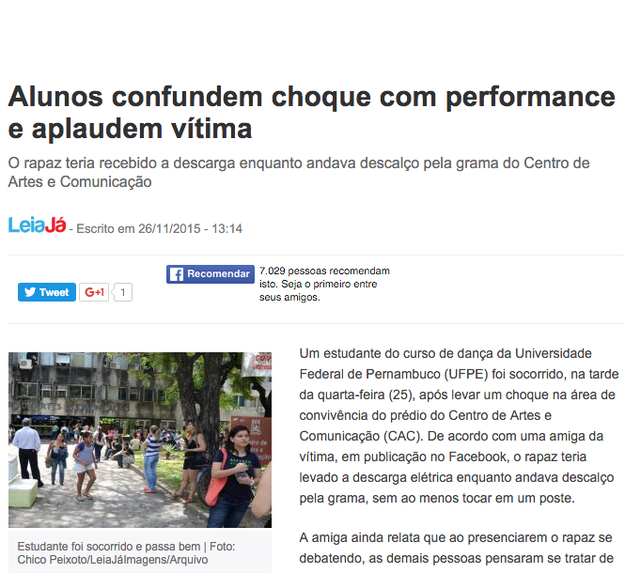 Alunos confundem choque com performance
e aplaudem vítima
O rapaz teria recebido a descarga enquanto andava descalço pela grama do Centro de
Artes e Comunicação
LeiaJá - Escrito em 26/11/2015 - 13:14
Recomendar
7.029 pessoas recomendam
isto. Seja o primeiro entre
seus amigos.
Tweet
G+1
1
Um estudante do curso de dança da Universidade
Federal de Pernambuco (UFPE) foi socorrido, na tarde
da quarta-feira (25), após levar um choque na área de
convivência do prédio do Centro de Artes e
Comunicação (CAC). De acordo com uma amiga da
vítima, em publicação no Facebook, o rapaz teria
levado a descarga elétrica enquanto andava descalço
pela grama, sem ao menos tocar em um poste.
A amiga ainda relata que ao presenciarem o rapaz se
debatendo, as demais pessoas pensaram se tratar de
Estudante foi socorrido e passa bem | Foto:
Chico Peixoto/LeiaJáImagens/Arquivo